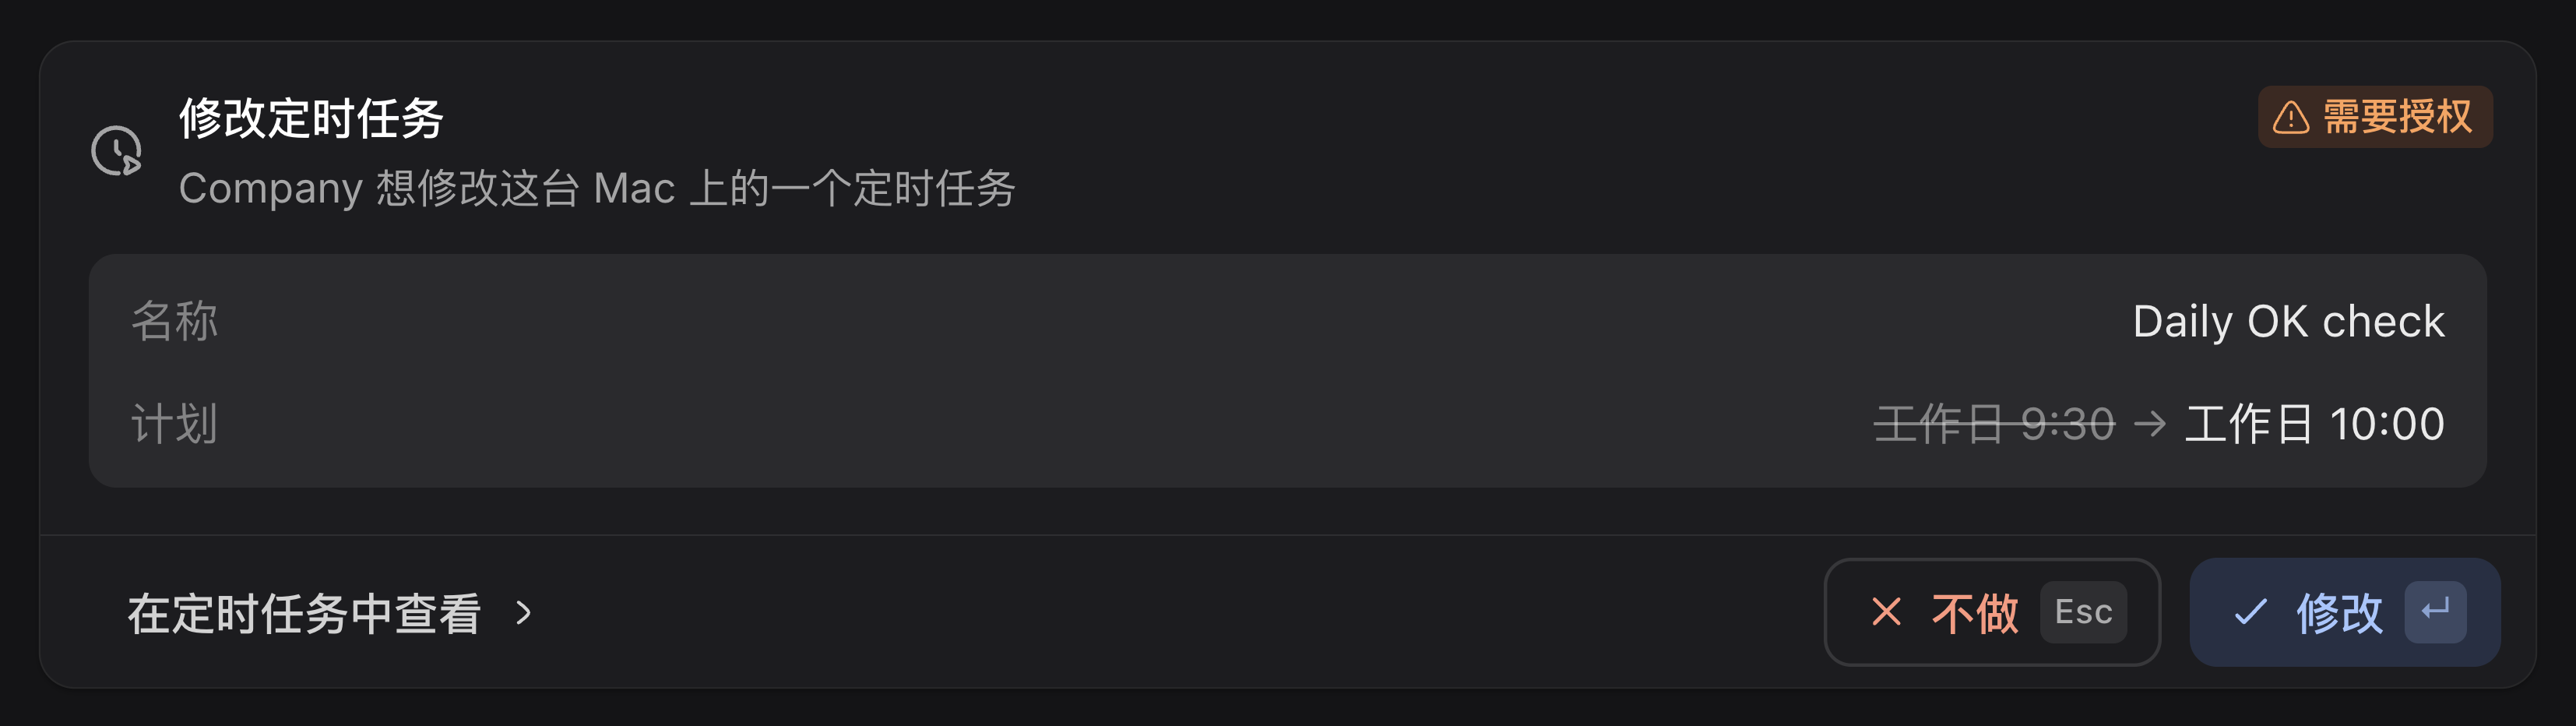 修改定时任务
需要授权
Company 想修改这台 Mac 上的一个定时任务
名称
Daily OK check
计划
工作日 9:30 → 工作日 10:00
在定时任务中查看
不做 Esc
修改